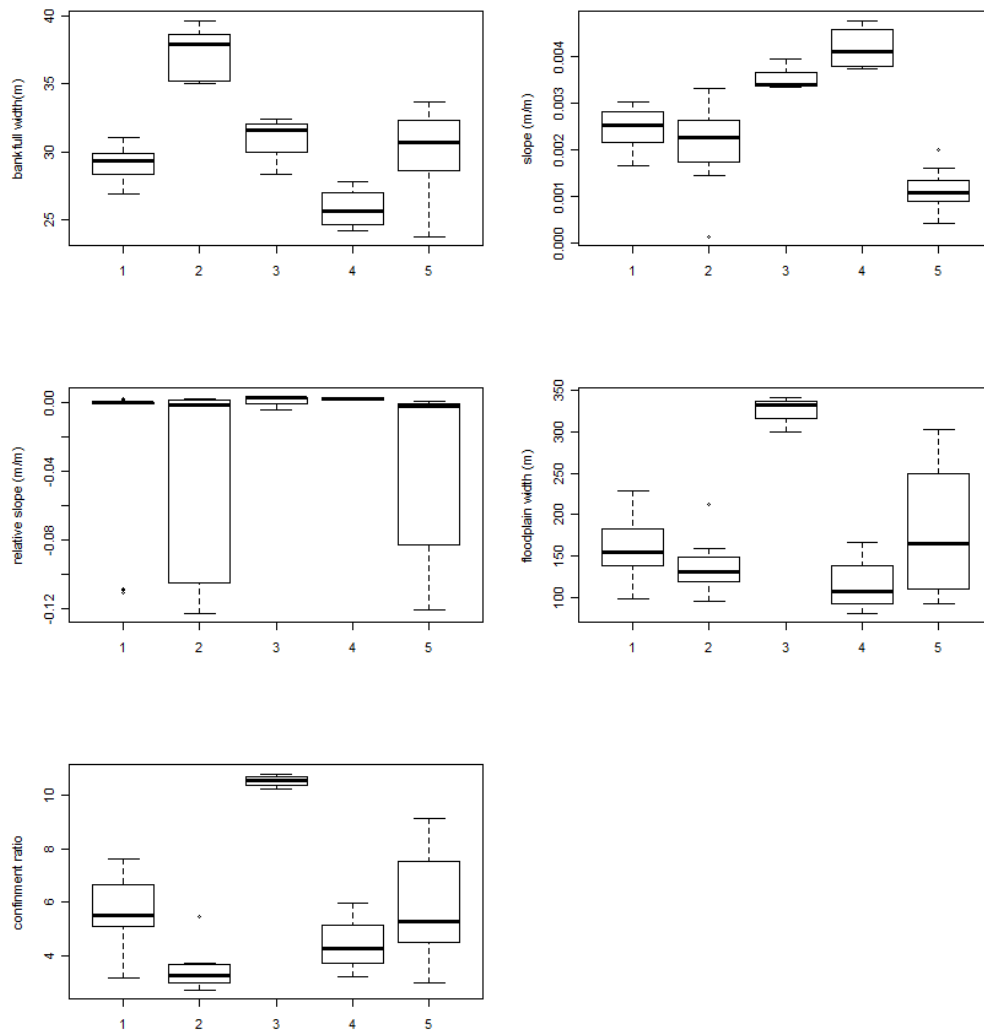 bankfull width(m)
40
35
30
25
1 2 3 4 5
slope (m/m)
0.004
0.003
0.002
0.001
0.000
1 2 3 4 5
relative slope (m/m)
0.00
-0.04
-0.08
-0.12
1 2 3 4 5
floodplain width (m)
350
300
250
200
150
100
1 2 3 4 5
confinment ratio
10
8
6
4
1 2 3 4 5